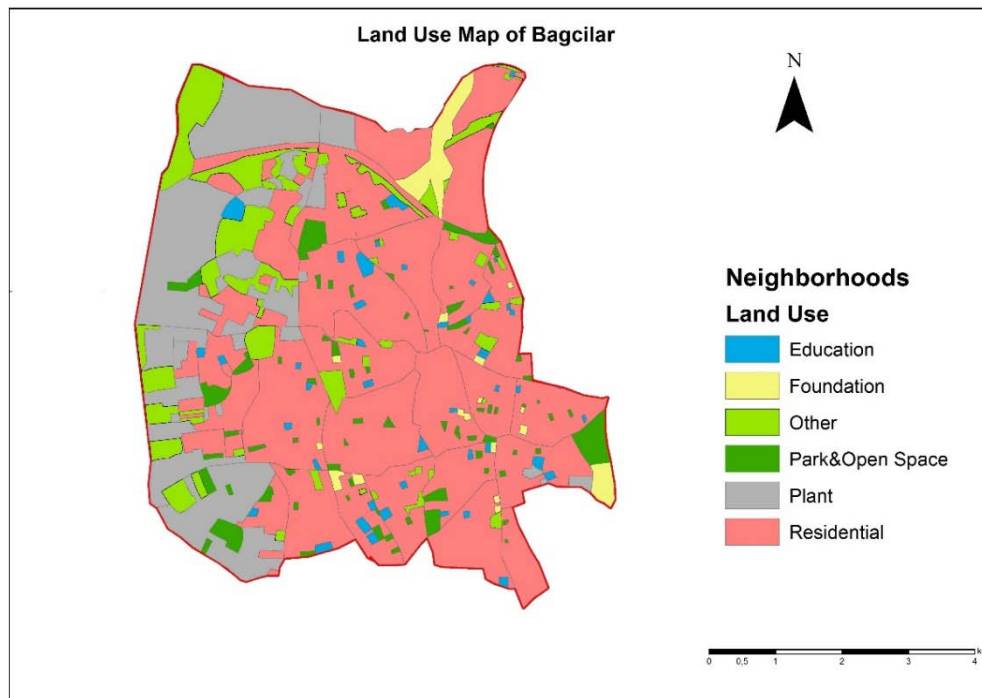 Land Use Map of Bagcilar
N
Neighborhoods
Land Use
Education
Foundation
Other
Park&Open Space
Plant
Residential
0 0,5 1 2 3 4